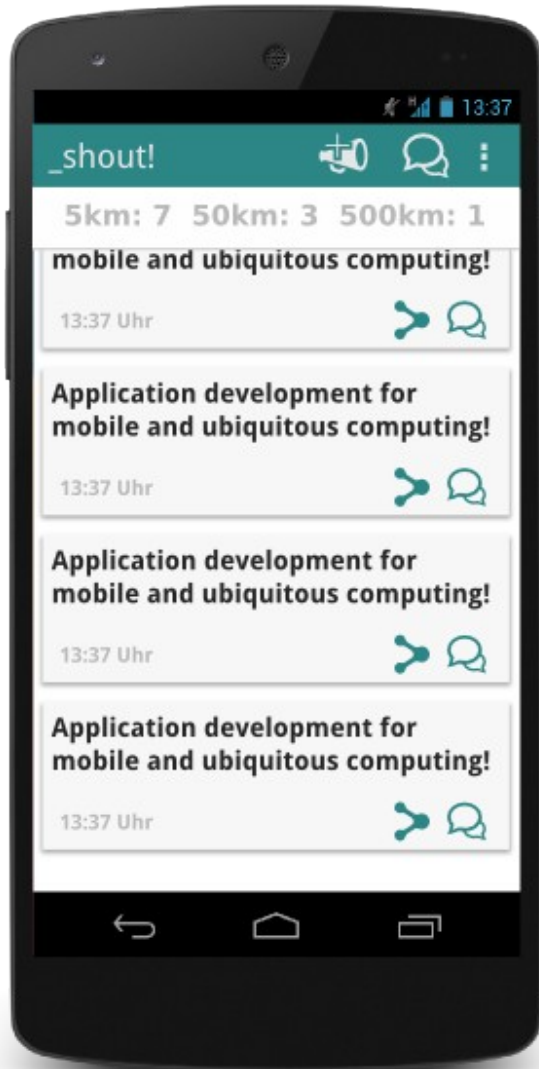 H
13:37
_shout!
5km: 7 50km: 3 500km: 1
mobile and ubiquitous computing!
13:37 Uhr
Application development for
mobile and ubiquitous computing!
13:37 Uhr
Application development for
mobile and ubiquitous computing!
13:37 Uhr
Application development for
mobile and ubiquitous computing!
13:37 Uhr